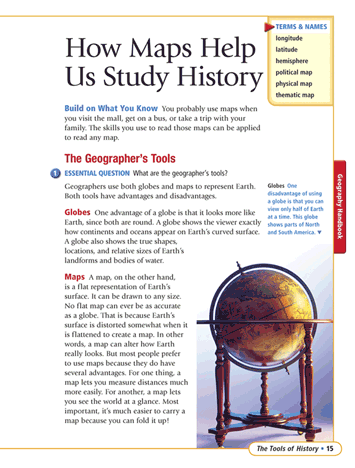 TERMS & NAMES
longitude
latitude
hemisphere
political map
physical map
thematic map
How Maps Help
Us Study History
Build on What You Know You probably use maps when
you visit the mall, get on a bus, or take a trip with your
family. The skills you use to read those maps can be applied
to read any map.
The Geographer's Tools
1 ESSENTIAL QUESTION What are the geographer's tools?
Geographers use both globes and maps to represent Earth.
Both tools have advantages and disadvantages.
Globes One advantage of a globe is that it looks more like
Earth, since both are round. A globe shows the viewer exactly
how continents and oceans appear on Earth's curved surface.
A globe also shows the true shapes,
locations, and relative sizes of Earth's
landforms and bodies of water.
Maps A map, on the other hand,
is a flat representation of Earth's
surface. It can be drawn to any size.
No flat map can ever be as accurate
as a globe. That is because Earth's
surface is distorted somewhat when it
is flattened to create a map. In other
words, a map can alter how Earth
really looks. But most people prefer
to use maps because they do have
several advantages. For one thing, a
map lets you measure distances much
more easily. For another, a map lets
you see the world at a glance. Most
important, it's much easier to carry a
map because you can fold it up!
Globes One
disadvantage of using
a globe is that you can
view only half of Earth
at a time. This globe
shows parts of North
and South America. ▼
Geography Handbook
The Tools of History • 15